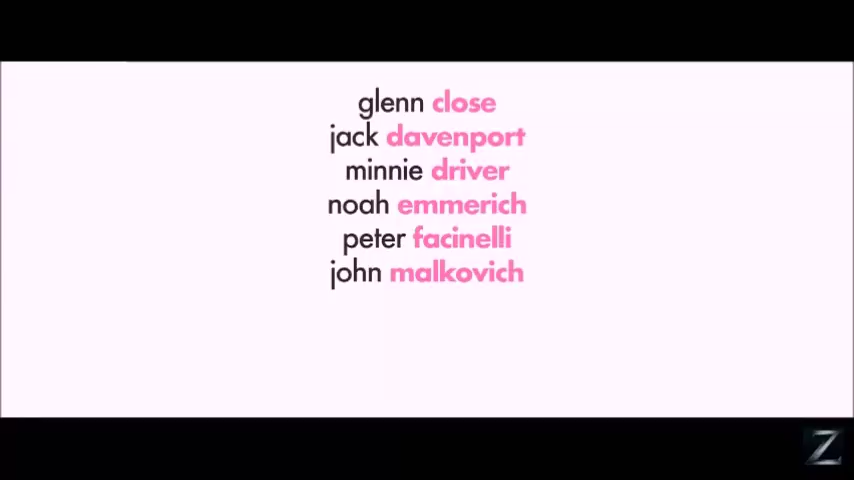 glenn close
jack davenport
minnie driver
noah emmerich
peter facinelli
john malkovich
Z